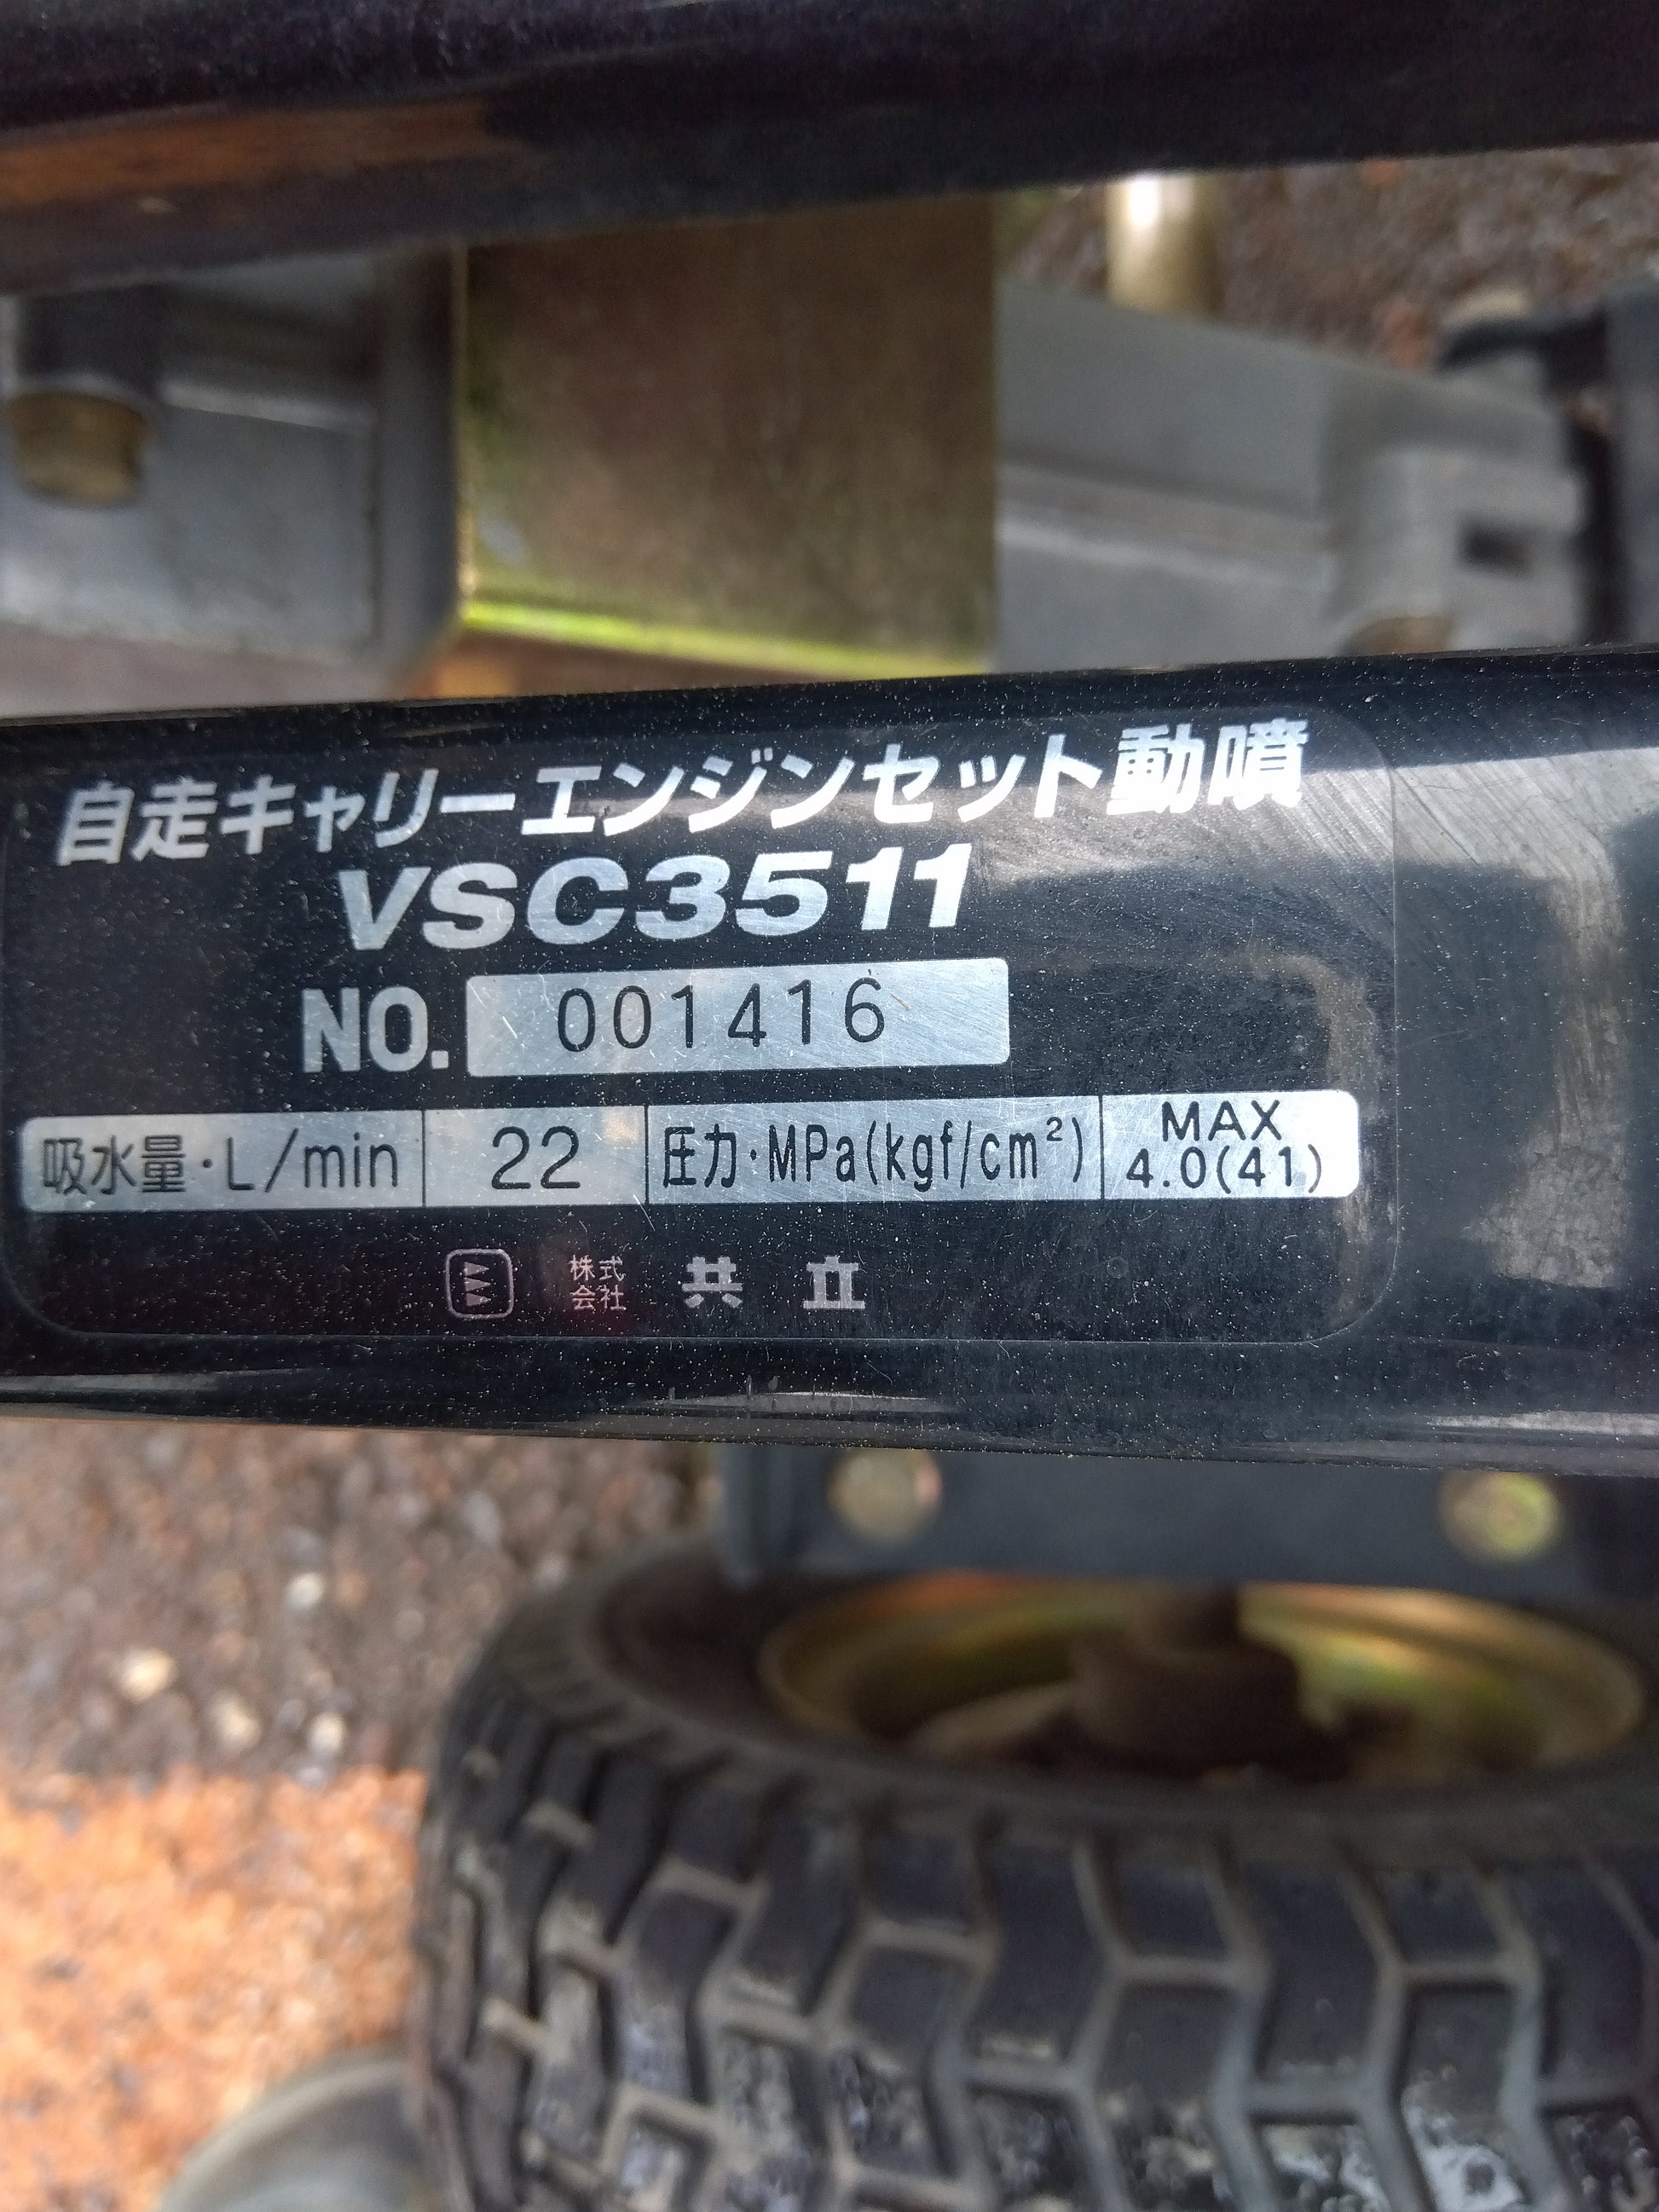 自走キャリーエンジンセット動噴
VSC3511
NO. 001416
吸水量・L/min 22 圧力・MPa(kgf/cm²) MAX 4.0(41)
株式会社 共立